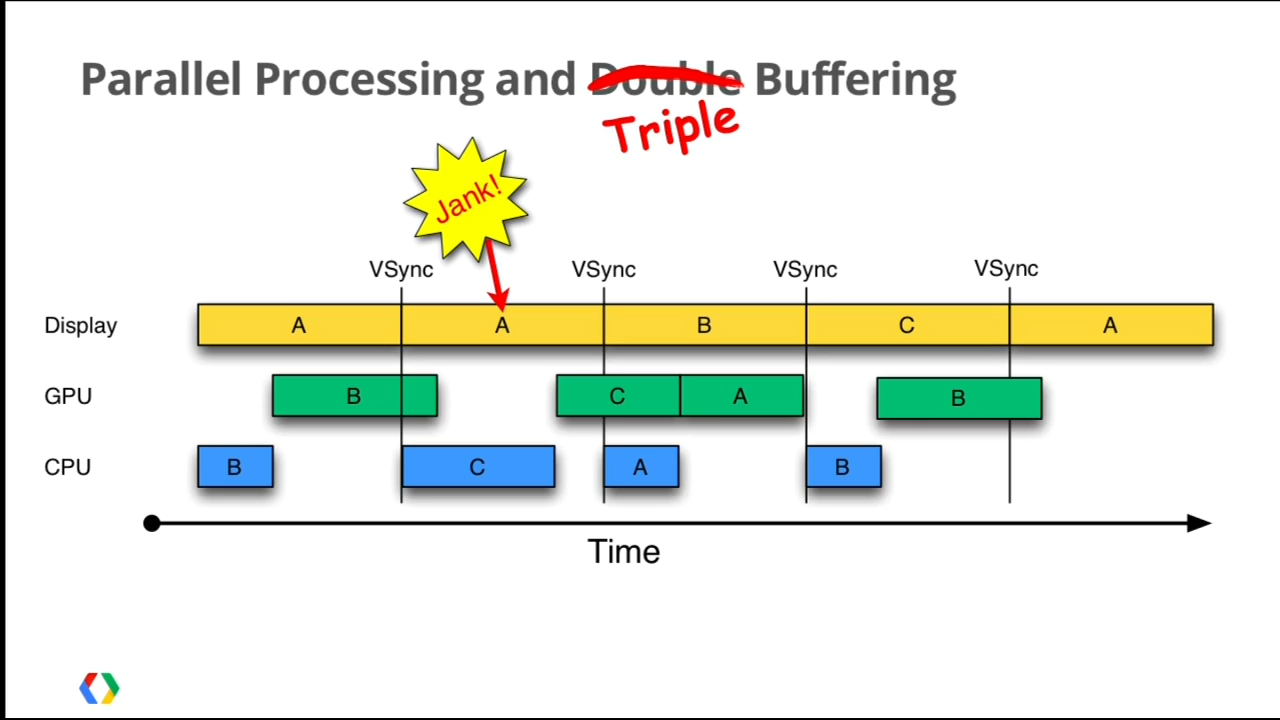 Parallel Processing and Double Buffering
Triple
Jank!
VSync VSync VSync VSync
Display A A B C A
GPU B C A B
CPU B C A B
Time